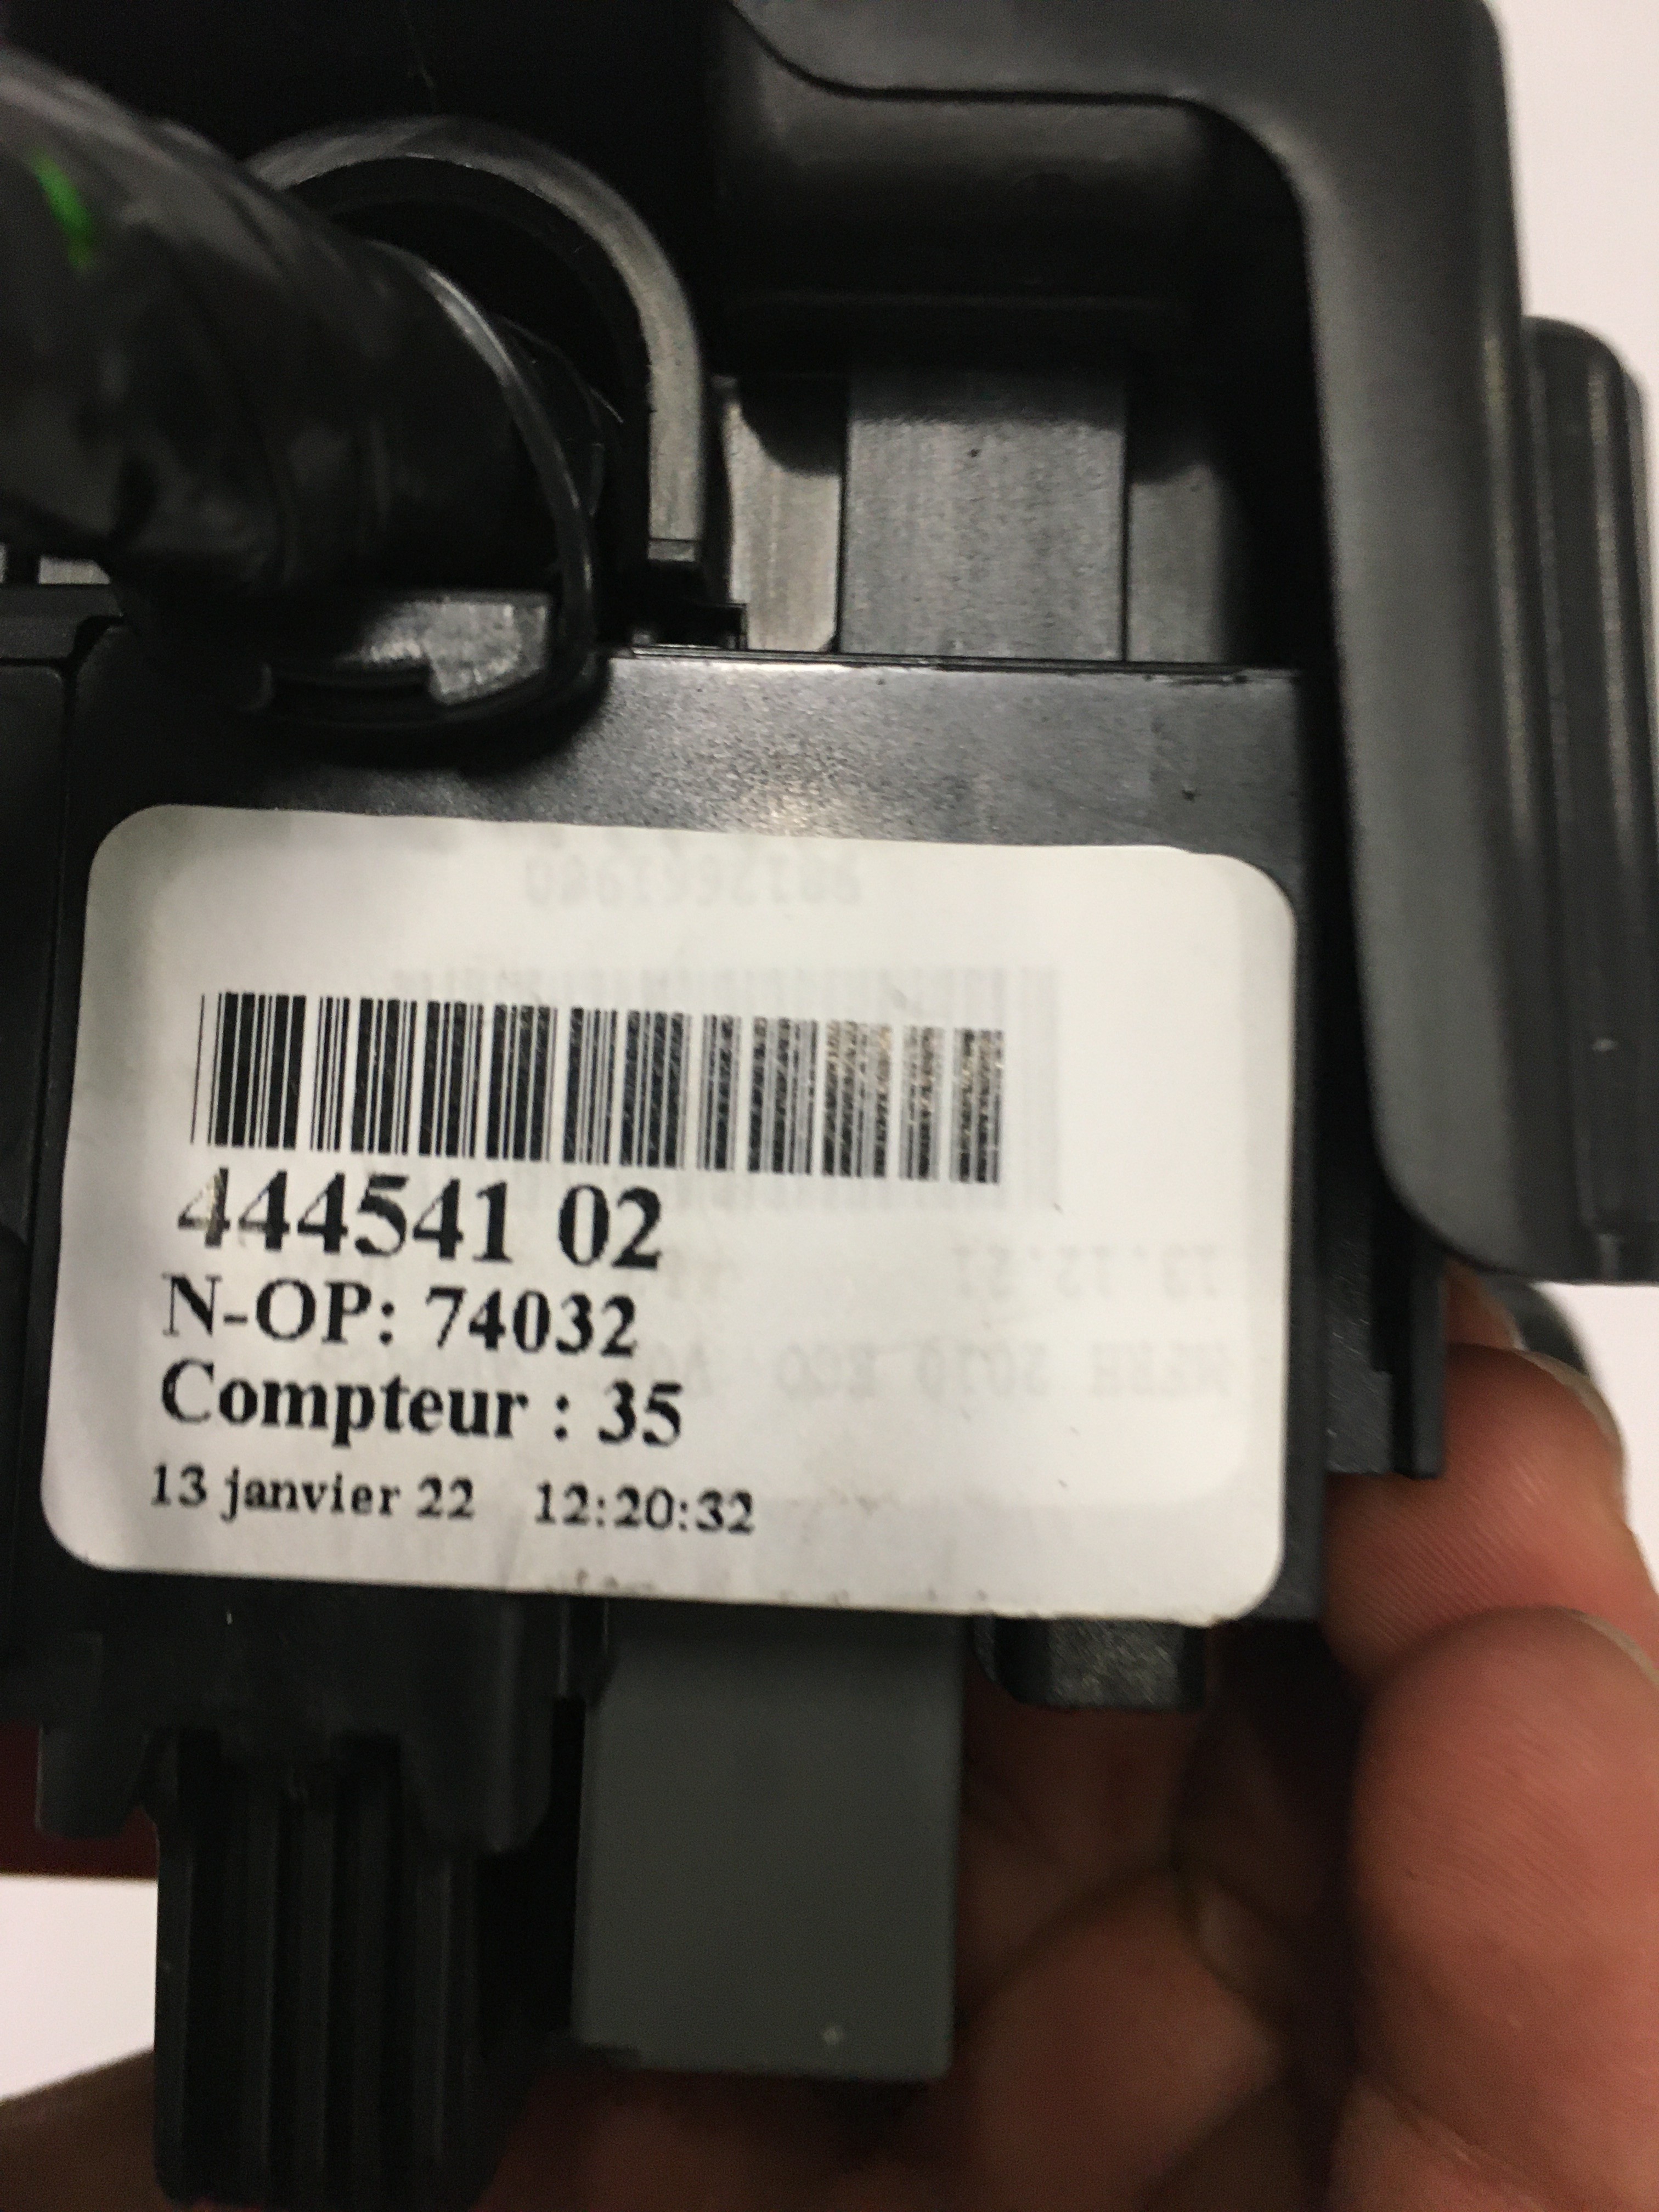 444541 02
N-OP: 74032
Compteur : 35
13 janvier 22 12:20:32